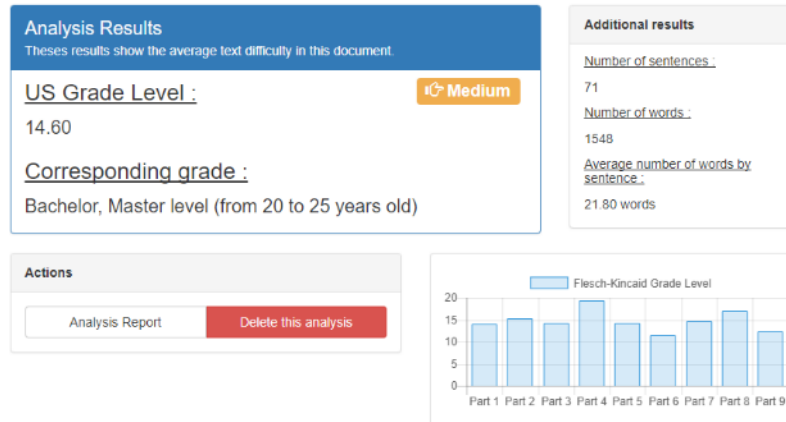 Analysis Results
Theses results show the average text difficulty in this document.
US Grade Level :
Medium
14.60
Corresponding grade :
Bachelor, Master level (from 20 to 25 years old)
Additional results
Number of sentences :
71
Number of words :
1548
Average number of words by
sentence :
21.80 words
Actions
Analysis Report
Delete this analysis
Flesch-Kincaid Grade Level
20
15
10
5
0
Part 1 Part 2 Part 3 Part 4 Part 5 Part 6 Part 7 Part 8 Part 9